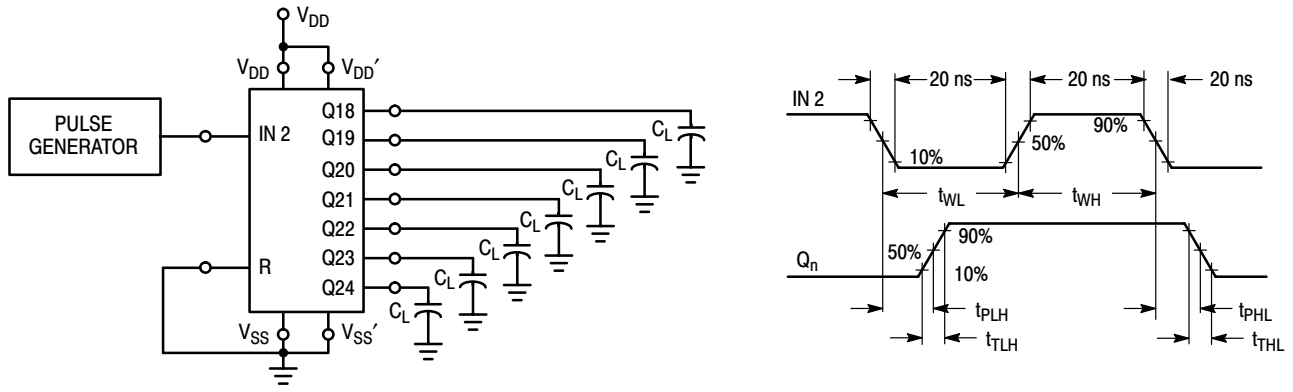 V_DD
V_DD V_DD′
PULSE
GENERATOR
IN 2
R
Q18
Q19
Q20
Q21
Q22
Q23
Q24
C_L
C_L
C_L
C_L
C_L
C_L
C_L
V_SS V_SS′
20 ns 20 ns 20 ns
IN 2
90%
50%
10%
t_WL t_WH
Q_n
50%
90%
10%
t_PLH t_PHL
t_TLH t_THL